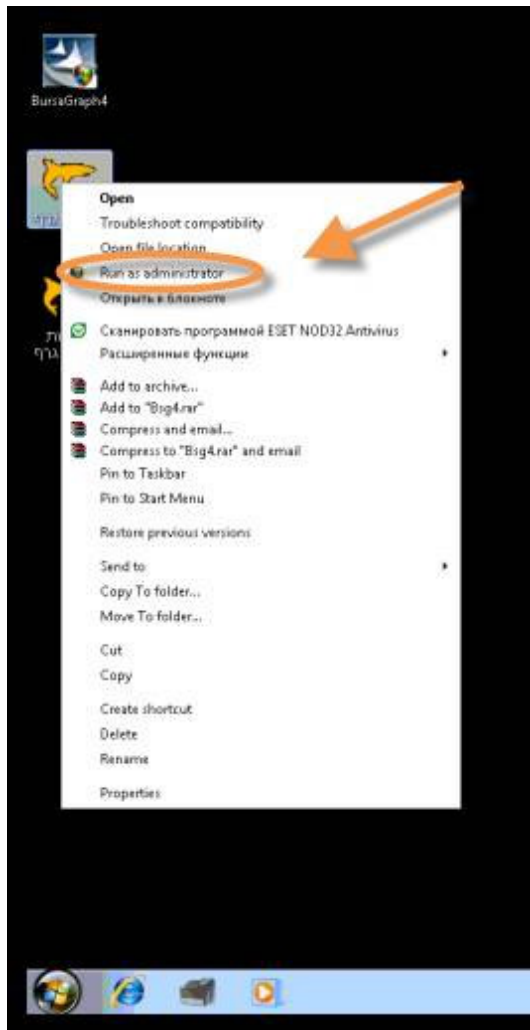 BursaGraph4
Open
Troubleshoot compatibility
Open file location
Run as administrator
Открыть в блокноте
Сканировать программой ESET NOD32 Antivirus
Расширенные функции
Add to archive...
Add to "Bsg4.rar"
Compress and email...
Compress to "Bsg4.rar" and email
Pin to Taskbar
Pin to Start Menu
Restore previous versions
Send to
Copy To folder...
Move To folder...
Cut
Copy
Create shortcut
Delete
Rename
Properties
גרף